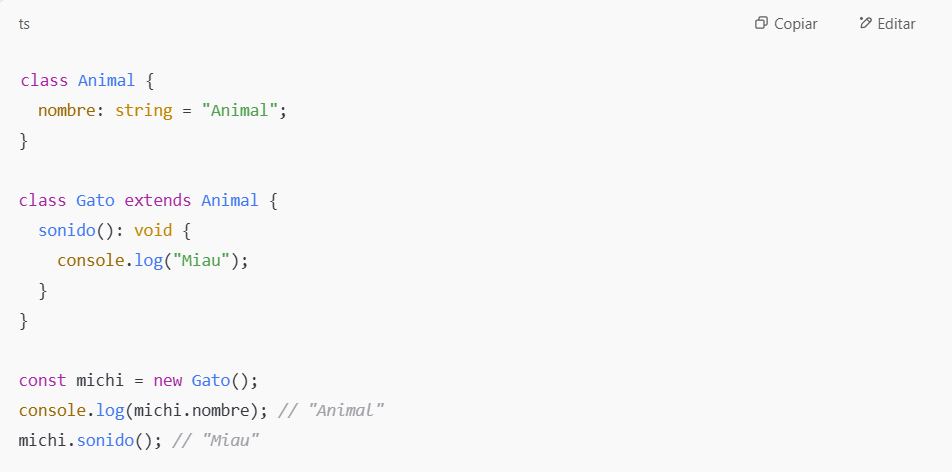 ts
Copiar
Editar
class Animal {
  nombre: string = "Animal";
}
class Gato extends Animal {
  sonido(): void {
    console.log("Miau");
  }
}
const michi = new Gato();
console.log(michi.nombre); // "Animal"
michi.sonido(); // "Miau"